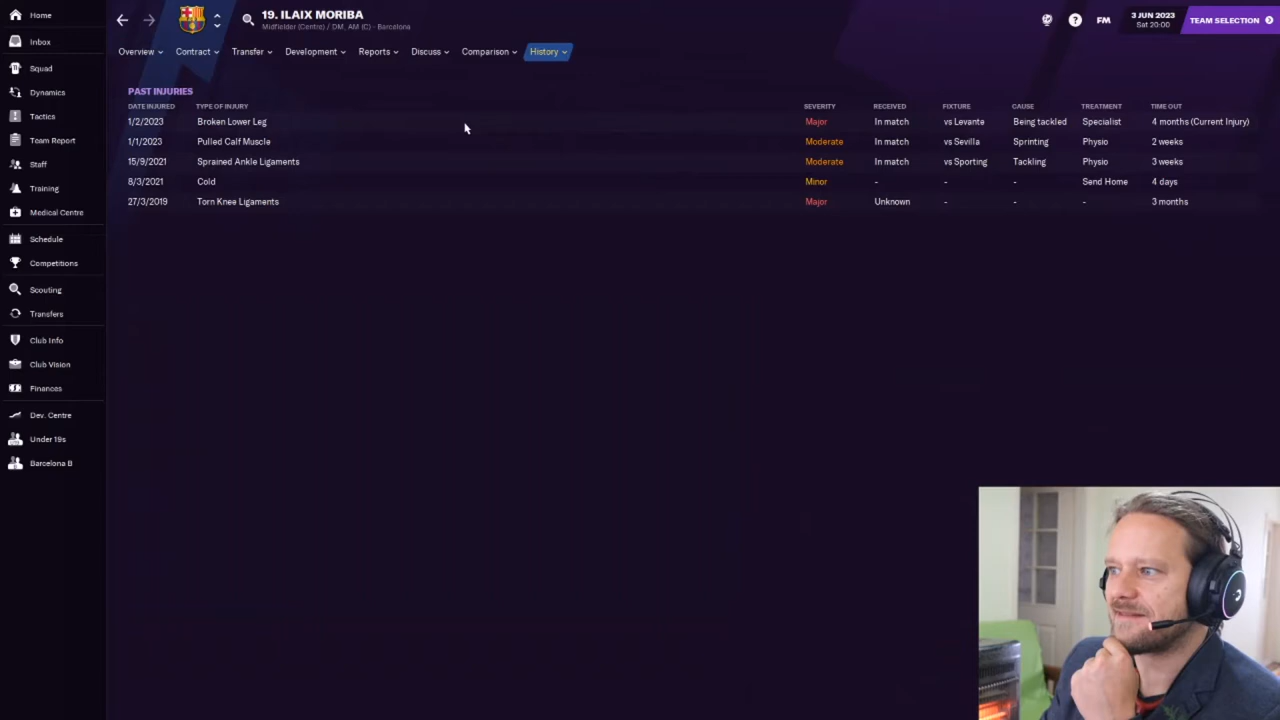 Home
Inbox
Squad
Dynamics
Tactics
Team Report
Staff
Training
Medical Centre
Schedule
Competitions
Scouting
Transfers
Club Info
Club Vision
Finances
Dev. Centre
Under 19s
Barcelona B
19. ILAIX MORIBA
Midfielder (Centre) / DM, AM (C) - Barcelona
? FM 3 JUN 2023 TEAM SELECTION
Sat 20:00
Overview Contract Transfer Development Reports Discuss Comparison History
PAST INJURIES
DATE INJURED TYPE OF INJURY SEVERITY RECEIVED FIXTURE CAUSE TREATMENT TIME OUT
1/2/2023 Broken Lower Leg Major In match vs Levante Being tackled Specialist 4 months (Current Injury)
1/1/2023 Pulled Calf Muscle Moderate In match vs Sevilla Sprinting Physio 2 weeks
15/9/2021 Sprained Ankle Ligaments Moderate In match vs Sporting Tackling Physio 3 weeks
8/3/2021 Cold Minor - - - Send Home 4 days
27/3/2019 Torn Knee Ligaments Major Unknown - - - 3 months